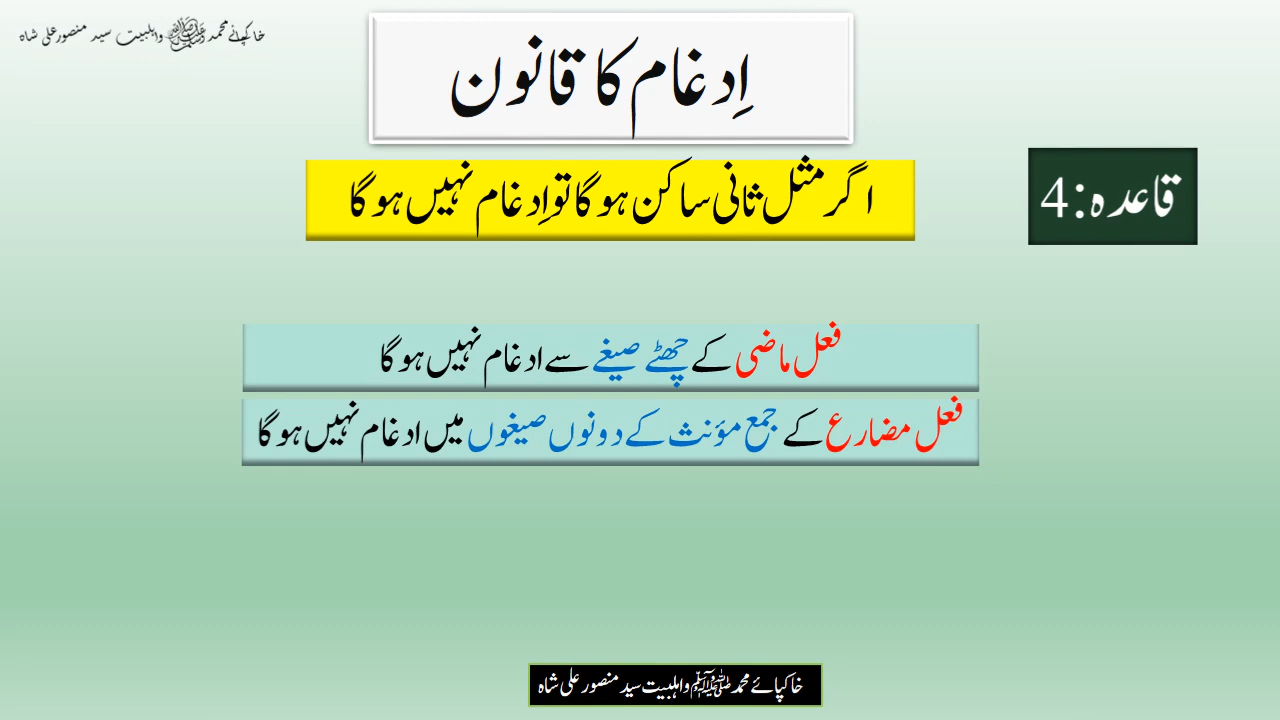 خاکپائے محمد ﷺ واہلبیت سید منصور علی شاہ
اِدغام کا قانون
قاعدہ:4
اگر مثل ثانی ساکن ہو گا تو اِدغام نہیں ہو گا
فعل ماضی کے چھٹے صیغے سے ادغام نہیں ہو گا
فعل مضارع کے جمع مؤنث کے دونوں صیغوں میں ادغام نہیں ہو گا
خاکپائے محمد ﷺ واہلبیت سید منصور علی شاہ